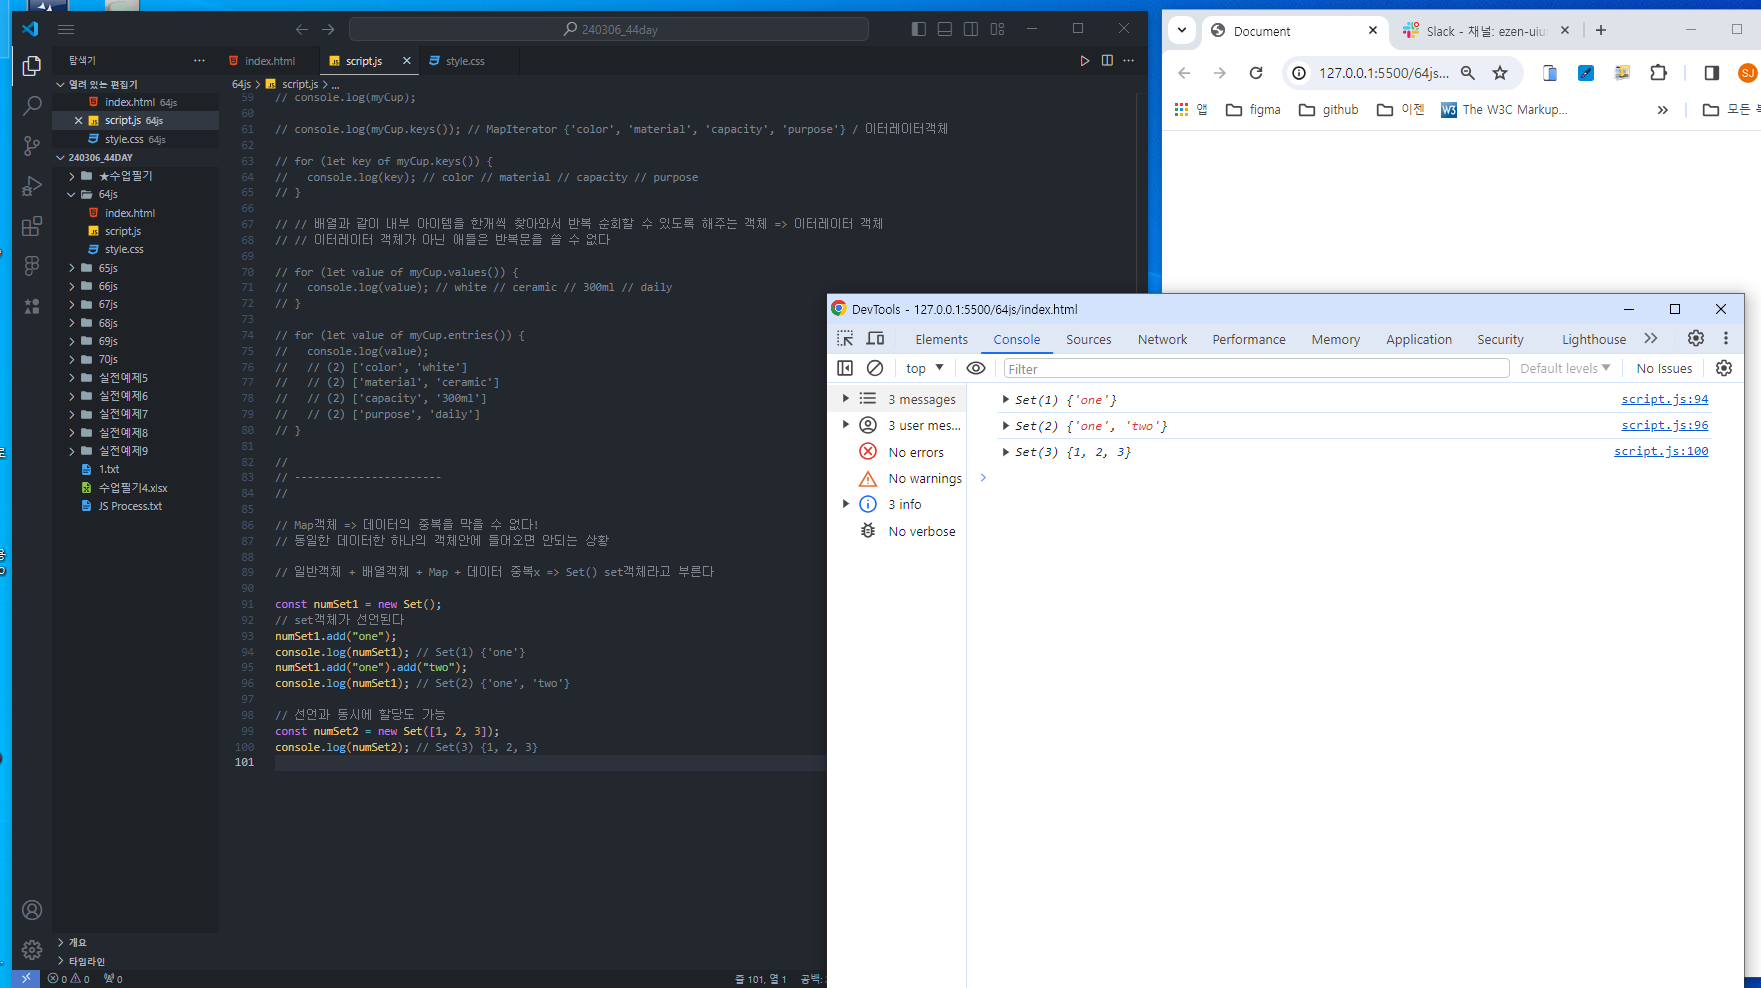 240306_44day
탐색기
열려 있는 편집기
index.html 64js
script.js 64js
style.css 64js
240306_44DAY
★수업필기
64js
index.html
script.js
style.css
65js
66js
67js
68js
69js
70js
실전예제5
실전예제6
실전예제7
실전예제8
실전예제9
1.txt
수업필기4.xlsx
JS Process.txt
개요
타임라인
index.html
script.js
style.css
64js > script.js > ...
59 // console.log(myCup);
60
61 // console.log(myCup.keys()); // MapIterator {'color', 'material', 'capacity', 'purpose'} / 이터레이터객체
62
63 // for (let key of myCup.keys()) {
64 //   console.log(key); // color // material // capacity // purpose
65 // }
66
67 // // 배열과 같이 내부 아이템을 한개씩 찾아와서 반복 순회할 수 있도록 해주는 객체 => 이터레이터 객체
68 // // 이터레이터 객체가 아닌 애들은 반복문을 쓸 수 없다
69
70 // for (let value of myCup.values()) {
71 //   console.log(value); // white // ceramic // 300ml // daily
72 // }
73
74 // for (let value of myCup.entries()) {
75 //   console.log(value);
76 //   // (2) ['color', 'white']
77 //   // (2) ['material', 'ceramic']
78 //   // (2) ['capacity', '300ml']
79 //   // (2) ['purpose', 'daily']
80 // }
81
82 //
83 // -----------------------
84 //
85
86 // Map객체 => 데이터의 중복을 막을 수 없다!
87 // 동일한 데이터한 하나의 객체안에 들어오면 안되는 상황
88
89 // 일반객체 + 배열객체 + Map + 데이터 중복x => Set() set객체라고 부른다
90
91 const numSet1 = new Set();
92 // set객체가 선언된다
93 numSet1.add("one");
94 console.log(numSet1); // Set(1) {'one'}
95 numSet1.add("one").add("two");
96 console.log(numSet1); // Set(2) {'one', 'two'}
97
98 // 선언과 동시에 할당도 가능
99 const numSet2 = new Set([1, 2, 3]);
100 console.log(numSet2); // Set(3) {1, 2, 3}
101
0 0 0
줄 101, 열 1 공백:
Document
Slack - 채널: ezen-uiu
127.0.0.1:5500/64js...
SJ
앱 figma github 이젠 The W3C Markup... » 모든
DevTools - 127.0.0.1:5500/64js/index.html
Elements Console Sources Network Performance Memory Application Security Lighthouse
top Filter Default levels No Issues
3 messages
3 user mes...
No errors
No warnings
3 info
No verbose
Set(1) {'one'} script.js:94
Set(2) {'one', 'two'} script.js:96
Set(3) {1, 2, 3} script.js:100